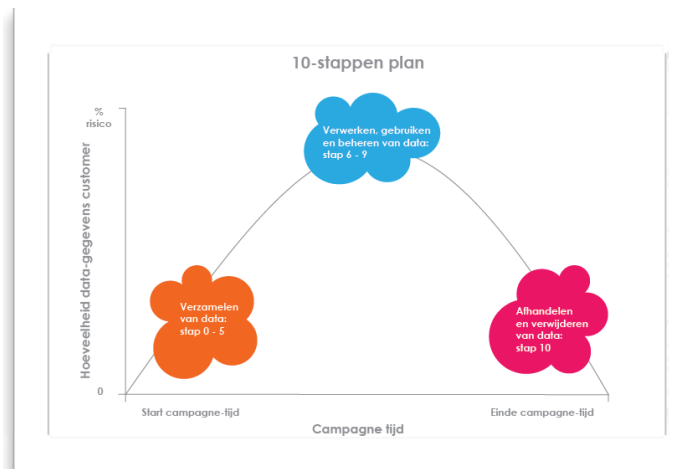 10-stappen plan
%
risico
Hoeveelheid data-gegevens customer
0
Verwerken, gebruiken
en beheren van data:
stap 6 - 9
Verzamelen
van data:
stap 0 - 5
Afhandelen
en verwijderen
van data:
stap 10
Start campagne-tijd
Einde campagne-tijd
Campagne tijd